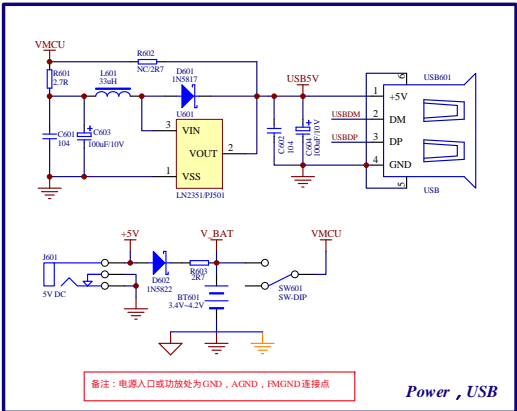 VMCU
R602
NC/2R7
R601
2.7R
L601
33uH
D601
1N5817
USB5V
USB601
6
U601
1
+5V
USBDM
2
DM
USBDP
3
DP
4
GND
5
USB
3
VIN
VOUT
2
1
VSS
LN2351/PJ501
C601
104
+
C603
100uF/10V
C602
104
+
C604
100uF/10V
+5V
V_BAT
VMCU
J601
5V DC
D602
1N5822
R603
2R7
BT601
3.4V~4.2V
SW601
SW-DIP
备注：电源入口或功放处为GND，AGND，FMGND连接点
Power , USB